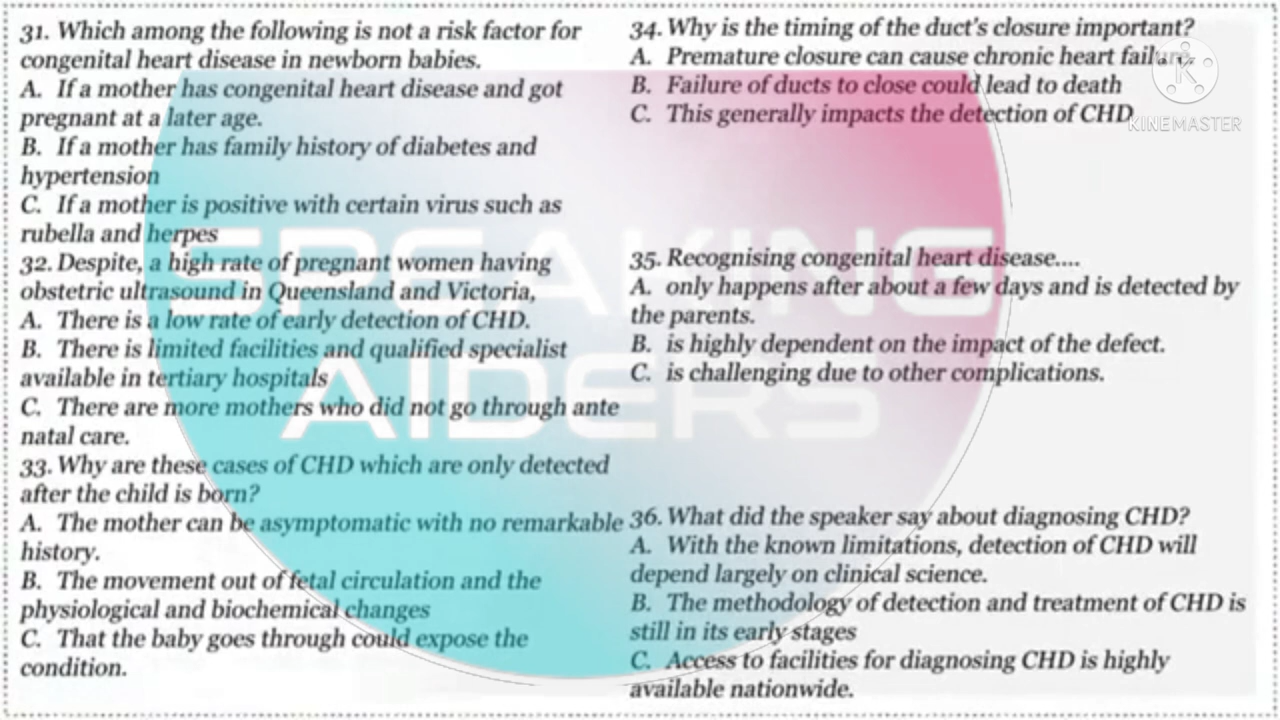 31. Which among the following is not a risk factor for
congenital heart disease in newborn babies.
A. If a mother has congenital heart disease and got
pregnant at a later age.
B. If a mother has family history of diabetes and
hypertension
C. If a mother is positive with certain virus such as
rubella and herpes
32. Despite, a high rate of pregnant women having
obstetric ultrasound in Queensland and Victoria,
A. There is a low rate of early detection of CHD.
B. There is limited facilities and qualified specialist
available in tertiary hospitals
C. There are more mothers who did not go through ante
natal care.
33. Why are these cases of CHD which are only detected
after the child is born?
A. The mother can be asymptomatic with no remarkable
history.
B. The movement out of fetal circulation and the
physiological and biochemical changes
C. That the baby goes through could expose the
condition.
34. Why is the timing of the duct's closure important?
A. Premature closure can cause chronic heart failure.
B. Failure of ducts to close could lead to death
C. This generally impacts the detection of CHD
35. Recognising congenital heart disease....
A. only happens after about a few days and is detected by
the parents.
B. is highly dependent on the impact of the defect.
C. is challenging due to other complications.
36. What did the speaker say about diagnosing CHD?
A. With the known limitations, detection of CHD will
depend largely on clinical science.
B. The methodology of detection and treatment of CHD is
still in its early stages
C. Access to facilities for diagnosing CHD is highly
available nationwide.
SPEAKING
AIDERS
K
KINEMASTER